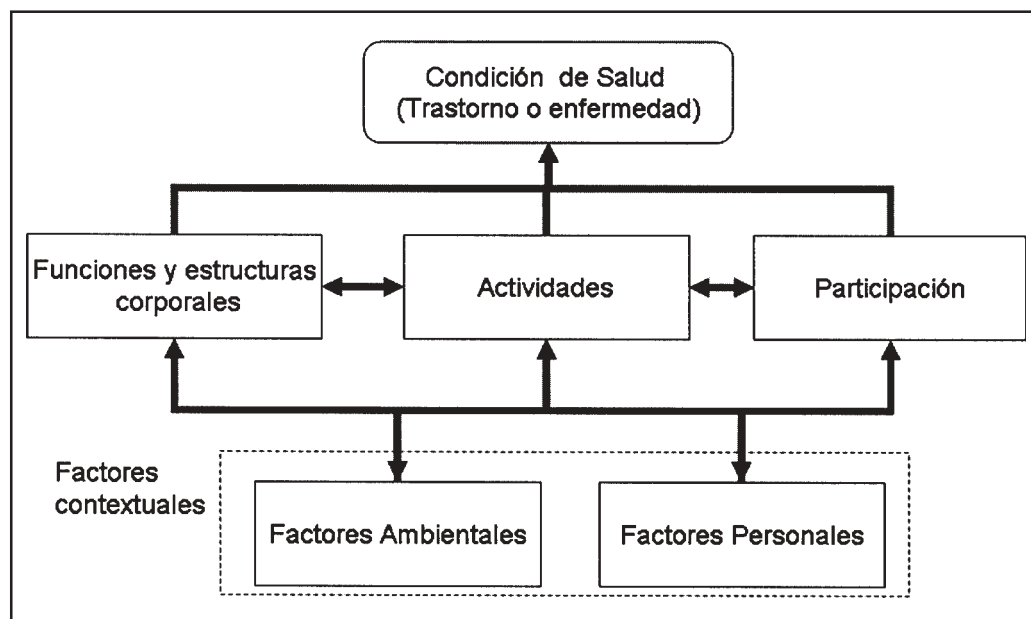 Condición de Salud
(Trastorno o enfermedad)
Funciones y estructuras
corporales
Actividades
Participación
Factores
contextuales
Factores Ambientales
Factores Personales